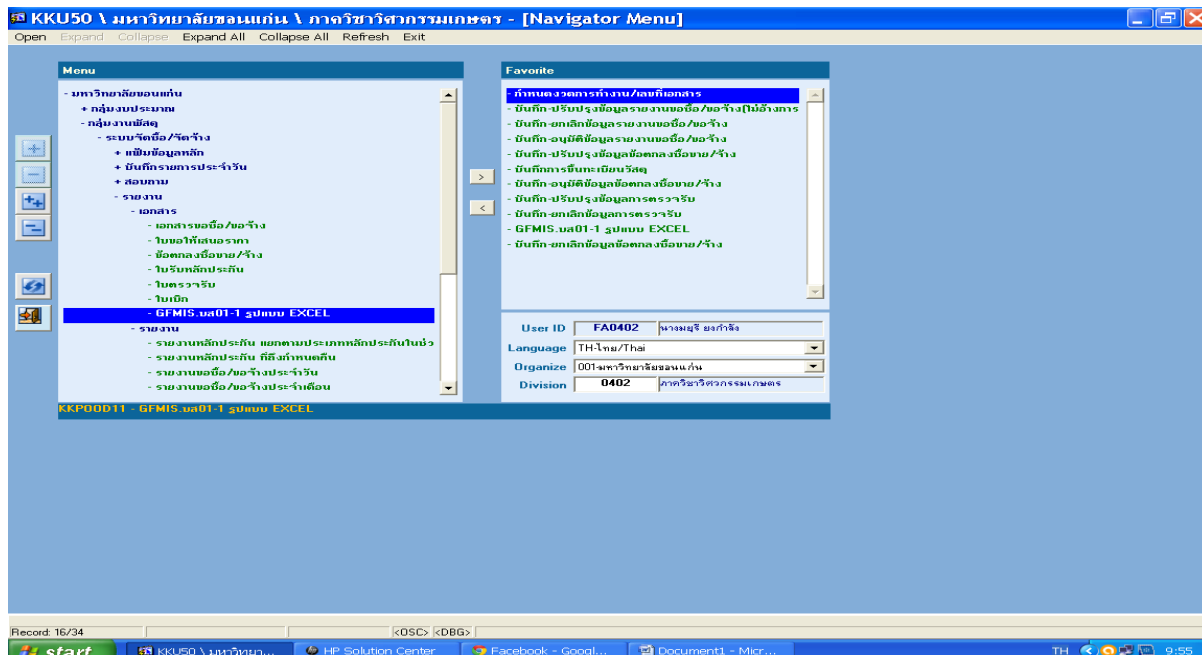 KKU50 \ มหาวิทยาลัยขอนแก่น \ ภาควิชาวิศวกรรมเกษตร - [Navigator Menu]
Open Expand Collapse Expand All Collapse All Refresh Exit
Menu
- มหาวิทยาลัยขอนแก่น
+ กลุ่มงบประมาณ
- กลุ่มงานพัสดุ
- ระบบจัดซื้อ/จัดจ้าง
+ แฟ้มข้อมูลหลัก
+ บันทึกรายการประจำวัน
+ สอบถาม
- รายงาน
- เอกสาร
- เอกสารขอซื้อ/ขอจ้าง
- ใบขอให้เสนอราคา
- ข้อตกลงซื้อขาย/จ้าง
- ใบรับหลักประกัน
- ใบตรวจรับ
- ใบเบิก
- GFMIS.บส01-1 รูปแบบ EXCEL
- รายงาน
- รายงานหลักประกัน แยกตามประเภทหลักประกันในช่ว
- รายงานหลักประกัน ที่ถึงกำหนดคืน
- รายงานขอซื้อ/ขอจ้างประจำวัน
- รายงานขอซื้อ/ขอจ้างประจำเดือน
KKPOOD11 - GFMIS.บส01-1 รูปแบบ EXCEL
>
<
Favorite
- กำหนดงวดการทำงาน/เลขที่เอกสาร
- บันทึก-ปรับปรุงข้อมูลรายงานขอซื้อ/ขอจ้าง(ไม่อ้างการ
- บันทึก-ยกเลิกข้อมูลรายงานขอซื้อ/ขอจ้าง
- บันทึก-อนุมัติข้อมูลรายงานขอซื้อ/ขอจ้าง
- บันทึก-ปรับปรุงข้อมูลข้อตกลงซื้อขาย/จ้าง
- บันทึกการขึ้นทะเบียนวัสดุ
- บันทึก-อนุมัติข้อมูลข้อตกลงซื้อขาย/จ้าง
- บันทึก-ปรับปรุงข้อมูลการตรวจรับ
- บันทึก-ยกเลิกข้อมูลการตรวจรับ
- GFMIS.บส01-1 รูปแบบ EXCEL
- บันทึก-ยกเลิกข้อมูลข้อตกลงซื้อขาย/จ้าง
User ID FA0402 นางมยุรี ยงกำลัง
Language TH-ไทย/Thai
Organize 001-มหาวิทยาลัยขอนแก่น
Division 0402 ภาควิชาวิศวกรรมเกษตร
Record: 16/34 <OSC> <DBG>
start KKU50 \ มหาวิทยา... HP Solution Center Facebook - Googl... Document1 - Micr... TH 9:55